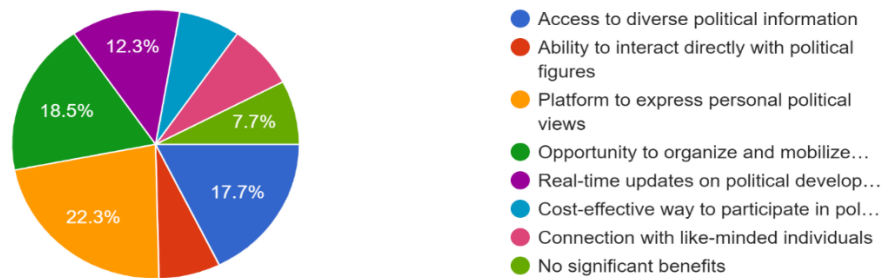 12.3%
18.5%
7.7%
17.7%
22.3%
Access to diverse political information
Ability to interact directly with political
figures
Platform to express personal political
views
Opportunity to organize and mobilize…
Real-time updates on political develop…
Cost-effective way to participate in pol…
Connection with like-minded individuals
No significant benefits